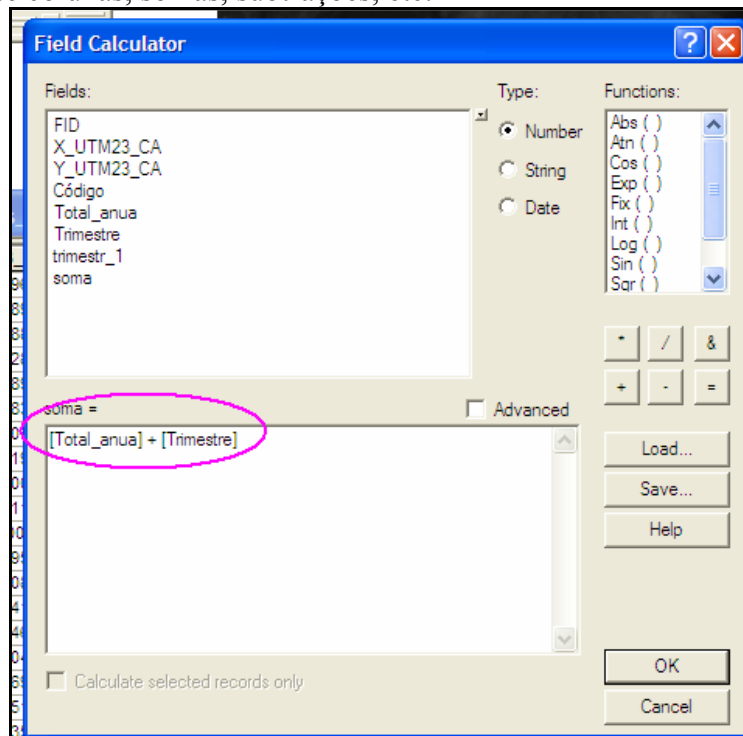 Field Calculator
Fields:
Type:
Functions:
FID
X_UTM23_CA
Y_UTM23_CA
Código
Total_anua
Trimestre
trimestr_1
soma
Number
String
Date
Abs ( )
Atn ( )
Cos ( )
Exp ( )
Fix ( )
Int ( )
Log ( )
Sin ( )
Sqr ( )
* / &
+ - =
soma =
Advanced
[Total_anua] + [Trimestre]
Load...
Save...
Help
Calculate selected records only
OK
Cancel